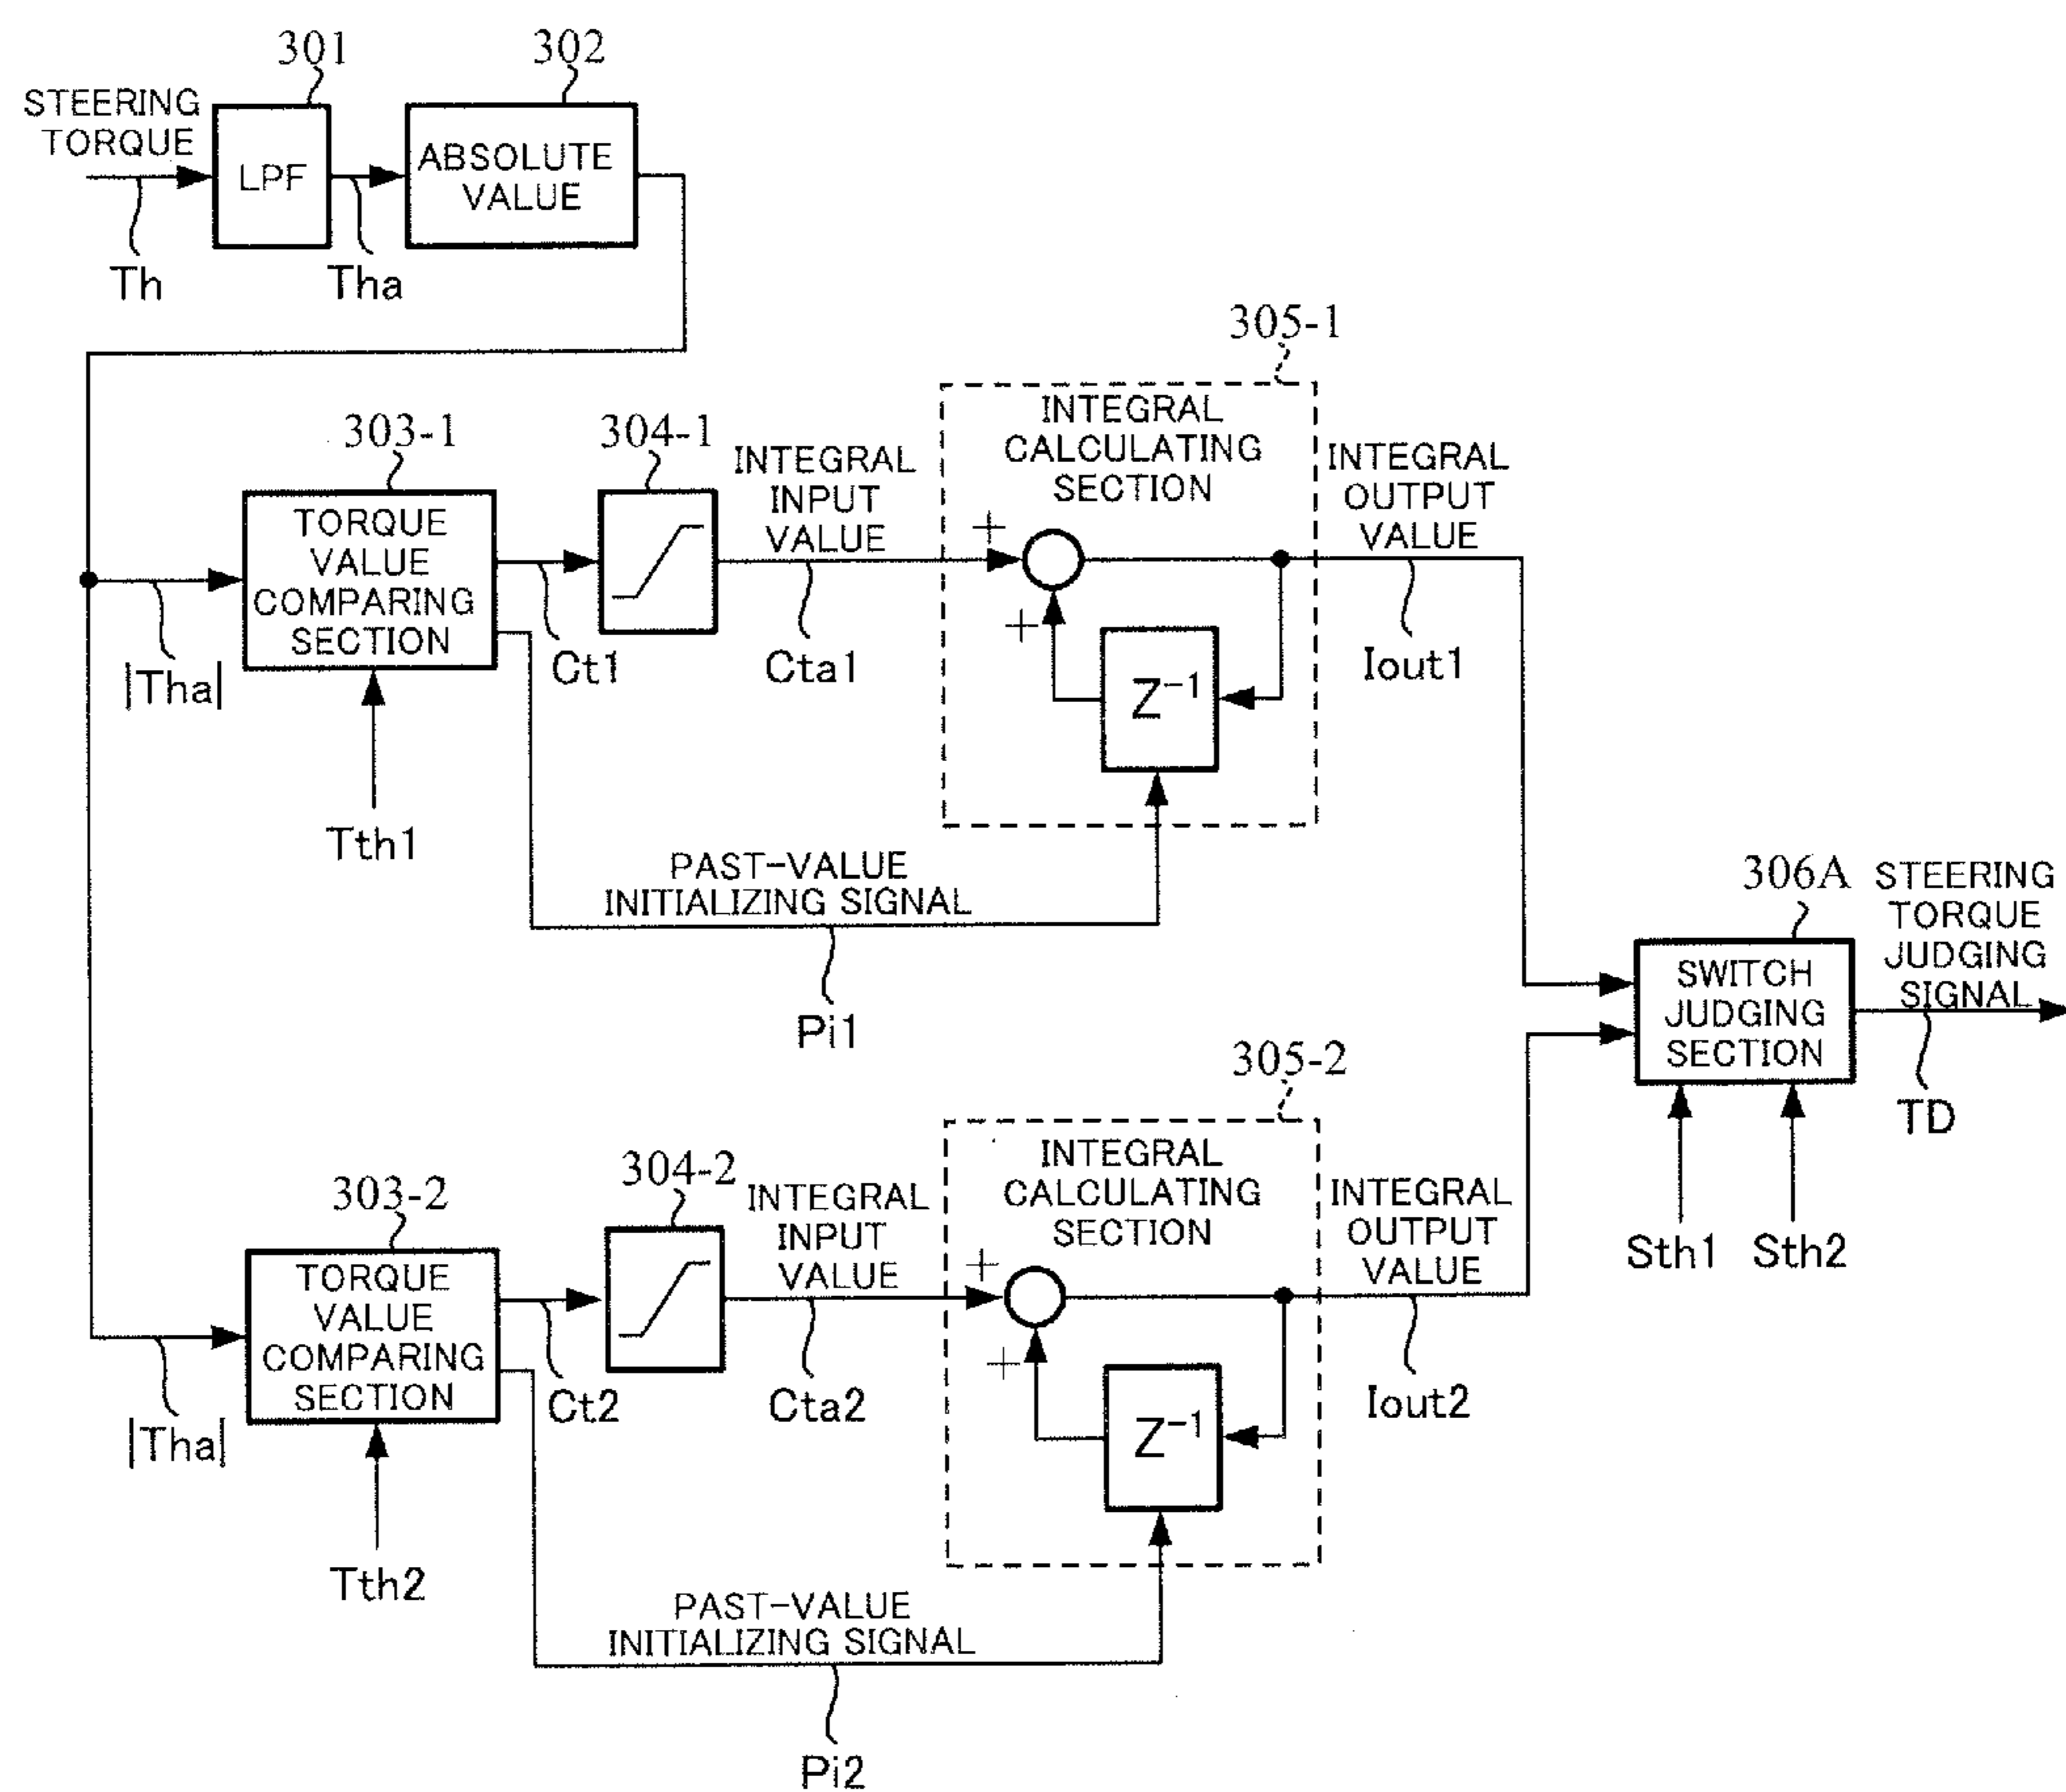 301
302
STEERING
TORQUE
LPF
ABSOLUTE
VALUE
Th
Tha
305-1
303-1
304-1
INTEGRAL
INPUT
VALUE
INTEGRAL
CALCULATING
SECTION
INTEGRAL
OUTPUT
VALUE
TORQUE
VALUE
COMPARING
SECTION
+
+
|Tha|
Ct1
Cta1
Z⁻¹
Iout1
Tth1
PAST-VALUE
INITIALIZING SIGNAL
Pi1
306A
STEERING
TORQUE
JUDGING
SIGNAL
SWITCH
JUDGING
SECTION
TD
Sth1
Sth2
305-2
303-2
304-2
INTEGRAL
INPUT
VALUE
INTEGRAL
CALCULATING
SECTION
INTEGRAL
OUTPUT
VALUE
TORQUE
VALUE
COMPARING
SECTION
+
+
|Tha|
Ct2
Cta2
Z⁻¹
Iout2
Tth2
PAST-VALUE
INITIALIZING SIGNAL
Pi2